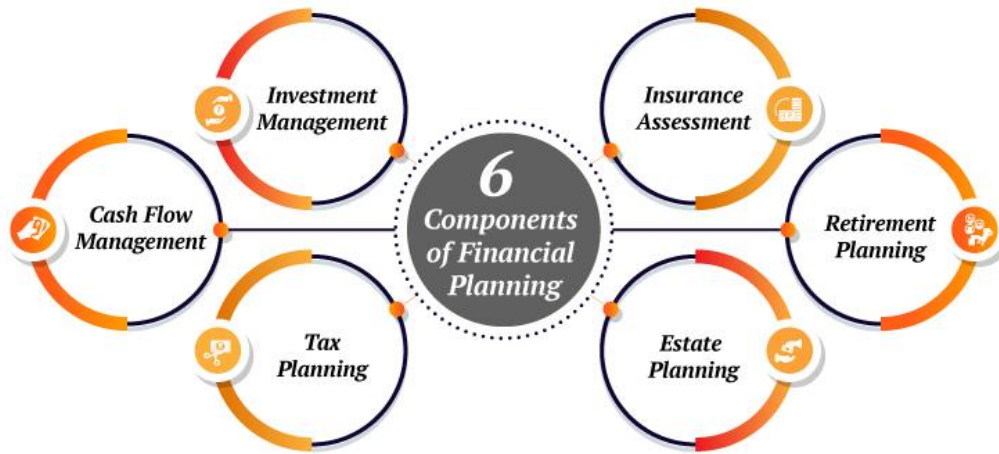 Investment
Management
Insurance
Assessment
Cash Flow
Management
6
Components
of Financial
Planning
Retirement
Planning
Tax
Planning
Estate
Planning